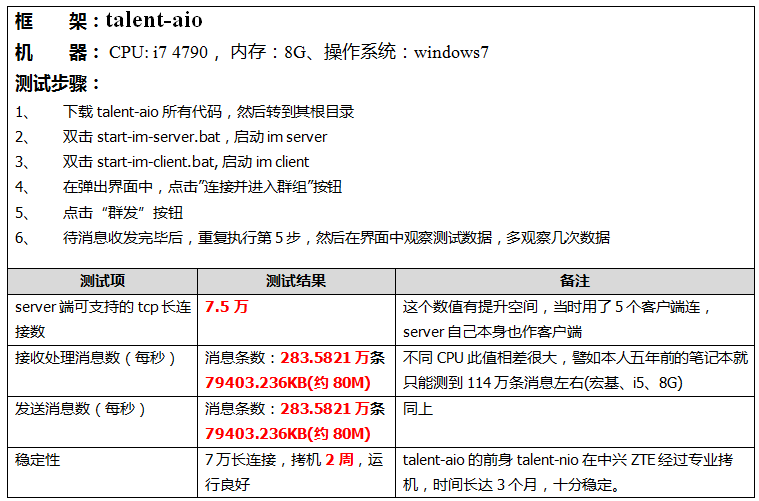 框 架：talent-aio
机 器： CPU: i7 4790 ， 内存：8G、操作系统：windows7
测试步骤：
1、 下载 talent-aio 所有代码，然后转到其根目录
2、 双击 start-im-server.bat，启动 im server
3、 双击 start-im-client.bat, 启动 im client
4、 在弹出界面中，点击”连接并进入群组”按钮
5、 点击“群发”按钮
6、 待消息收发完毕后，重复执行第 5 步，然后在界面中观察测试数据，多观察几次数据
测试项 测试结果 备注
server 端可支持的 tcp 长连
接数
7.5 万
这个数值有提升空间，当时用了 5 个客户端连，
server 自己本身也作客户端
接收处理消息数（每秒）
消息条数：283.5821 万条
79403.236KB(约 80M)
不同 CPU 此值相差很大，譬如本人五年前的笔记本就
只能测到 114 万条消息左右(宏基、i5、8G)
发送消息数（每秒）
消息条数：283.5821 万条
79403.236KB(约 80M)
同上
稳定性
7 万长连接，拷机 2 周，运
行良好
talent-aio 的前身 talent-nio 在中兴 ZTE 经过专业拷
机，时间长达 3 个月，十分稳定。